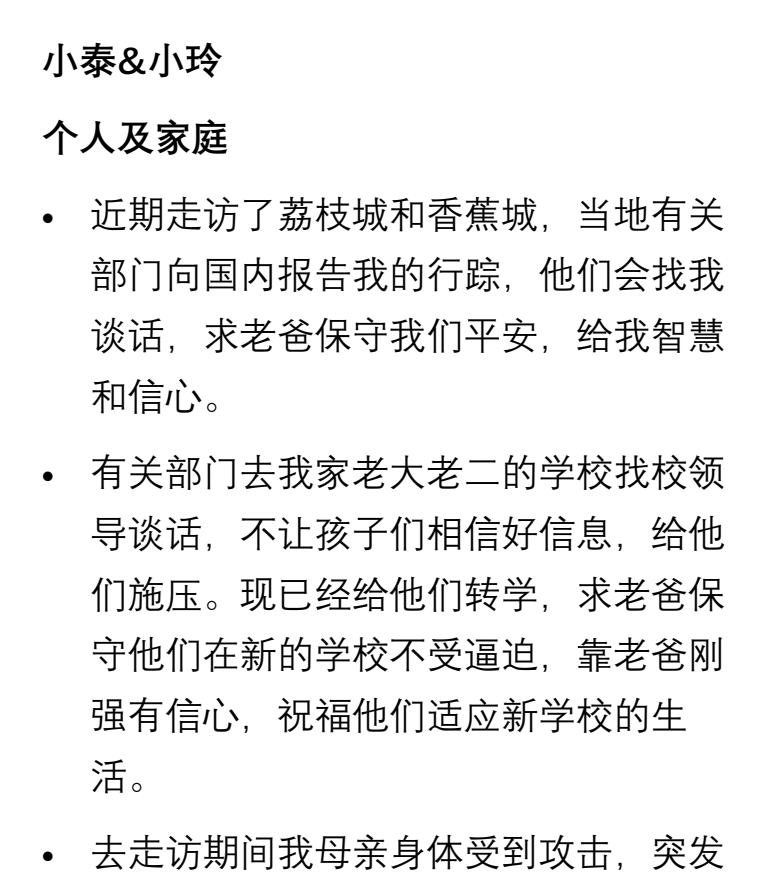 小泰&小玲
个人及家庭
• 近期走访了荔枝城和香蕉城，当地有关
部门向国内报告我的行踪，他们会找我
谈话，求老爸保守我们平安，给我智慧
和信心。
• 有关部门去我家老大老二的学校找校领
导谈话，不让孩子们相信好信息，给他
们施压。现已经给他们转学，求老爸保
守他们在新的学校不受逼迫，靠老爸刚
强有信心，祝福他们适应新学校的生
活。
• 去走访期间我母亲身体受到攻击，突发